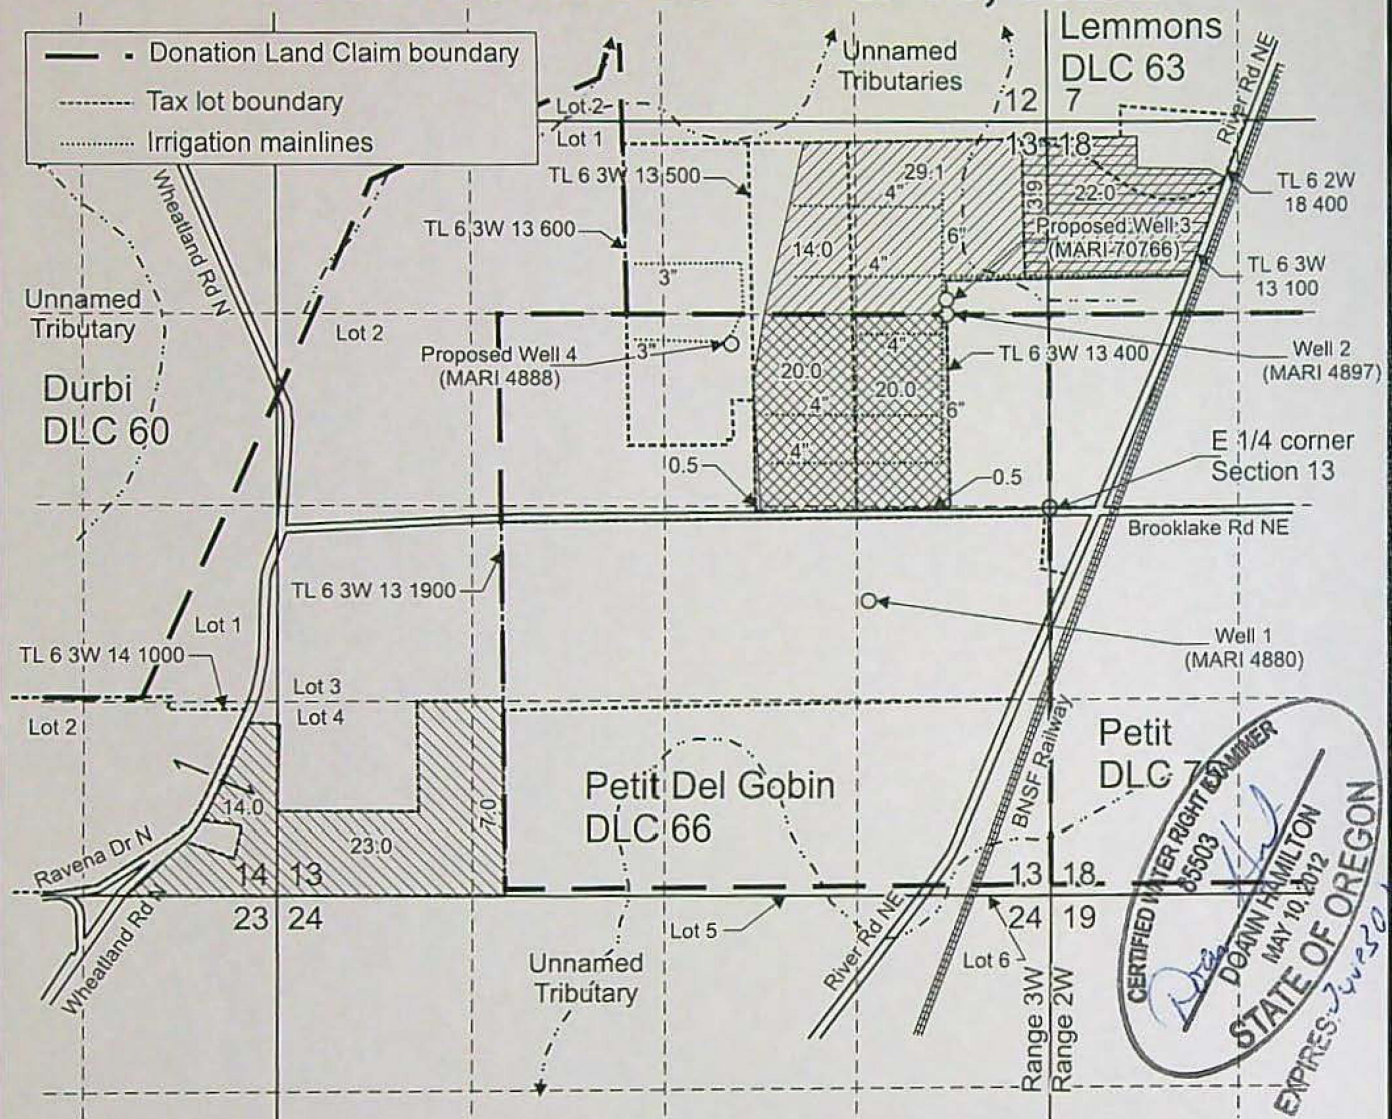 Lemmons
DLC 63
Donation Land Claim boundary
Tax lot boundary
Irrigation mainlines
Unnamed
Tributaries
River Rd NE
12 7
Lot 2
Lot 1
13 18
TL 6 3W 13 500
29.1
4"
3.9
22.0
TL 6 2W
18 400
Wheatland Rd N
TL 6 3W 13 600
14.0
6"
Proposed Well 3
(MARI 70766)
3"
4"
TL 6 3W
13 100
Unnamed
Tributary
Lot 2
Proposed Well 4
(MARI 4888)
3"
4"
TL 6 3W 13 400
Well 2
(MARI 4897)
Durbi
DLC 60
20.0
20.0
4"
6"
4"
0.5
0.5
E 1/4 corner
Section 13
Brooklake Rd NE
TL 6 3W 13 1900
Lot 1
Well 1
(MARI 4880)
TL 6 3W 14 1000
Lot 3
Lot 4
Lot 2
BNSF Railway
Petit
DLC
Petit Del Gobin
DLC 66
14.0
7.0
23.0
Ravena Dr N
14 13
13 18
23 24
24 19
Wheatland Rd N
Lot 5
River Rd NE
Lot 6
Unnamed
Tributary
Range 3W
Range 2W
CERTIFIED WATER RIGHT EXAMINER
65503
DOANN HAMILTON
MAY 10, 2012
STATE OF OREGON
EXPIRES: June 30